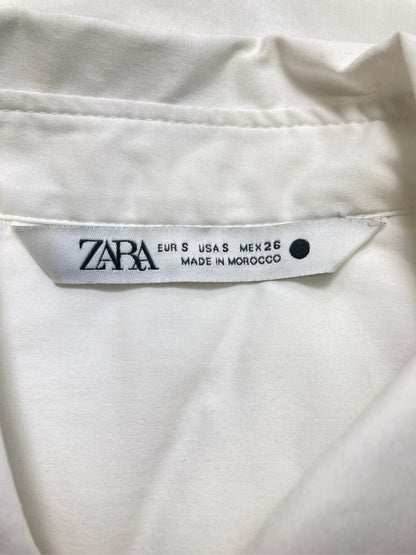 ZARA EUR S USA S MEX 26
MADE IN MOROCCO